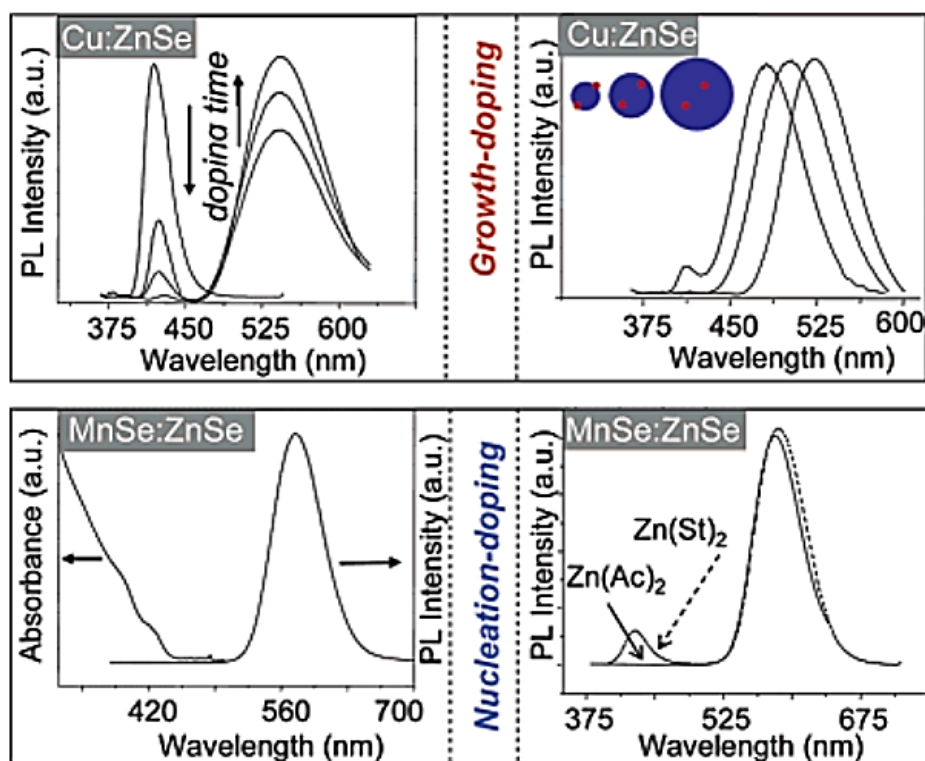 Cu:ZnSe
PL Intensity (a.u.)
dopina time
375 450 525 600
Wavelength (nm)
Growth-doping
Cu:ZnSe
PL Intensity (a.u.)
375 450 525 600
Wavelength (nm)
MnSe:ZnSe
Absorbance (a.u.)
PL Intensity (a.u.)
420 560 700
Wavelength (nm)
Nucleation-doping
MnSe:ZnSe
PL Intensity (a.u.)
Zn(St)2
Zn(Ac)2
375 525 675
Wavelength (nm)